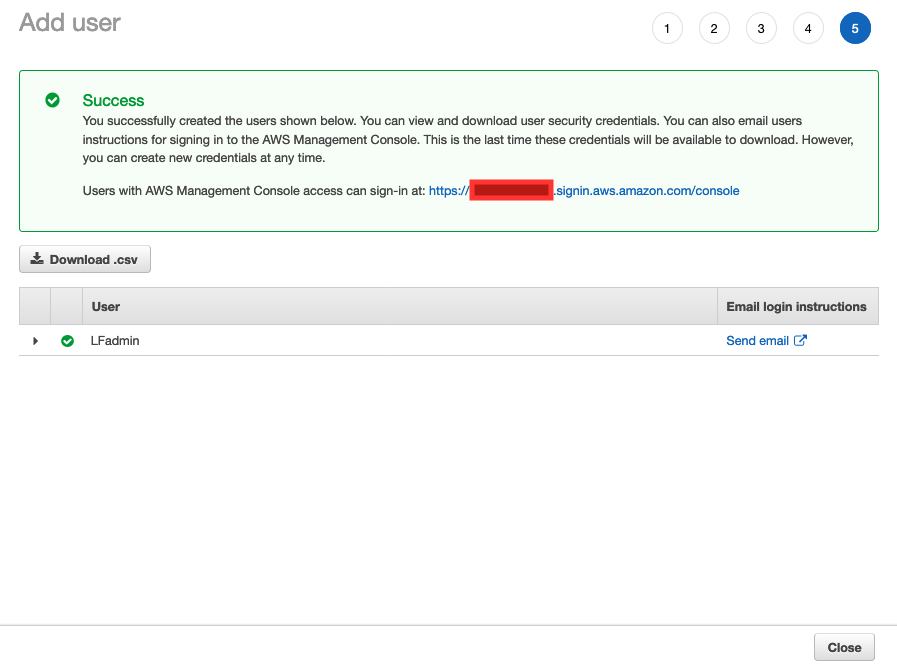 Add user
1 2 3 4 5
Success
You successfully created the users shown below. You can view and download user security credentials. You can also email users
instructions for signing in to the AWS Management Console. This is the last time these credentials will be available to download. However,
you can create new credentials at any time.
Users with AWS Management Console access can sign-in at: https:// .signin.aws.amazon.com/console
Download .csv
User Email login instructions
LFadmin Send email
Close